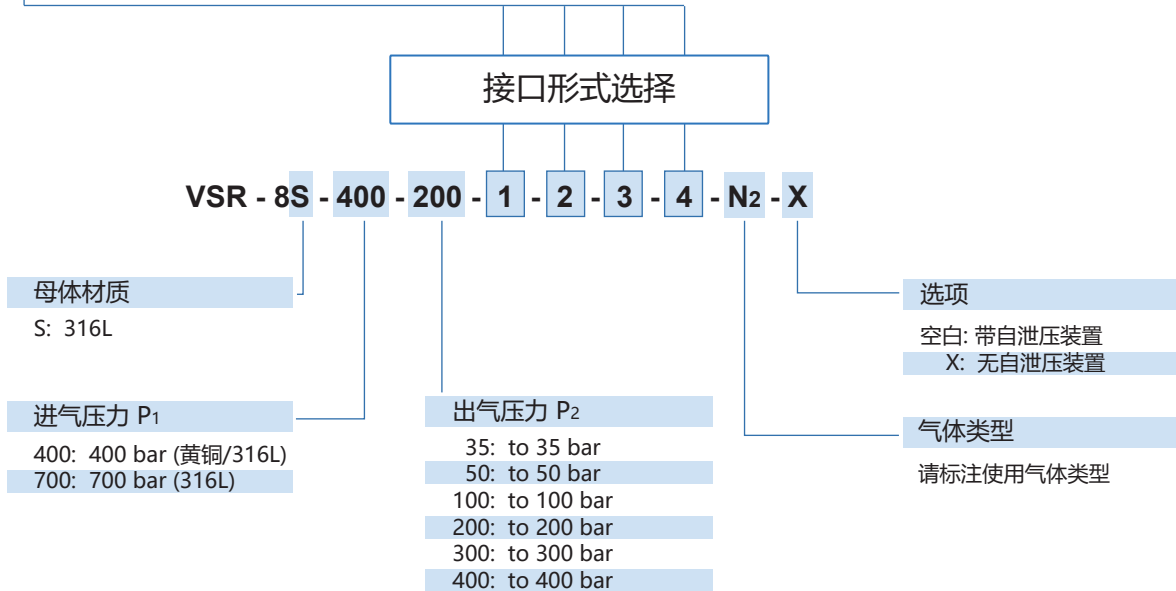 接口形式选择
VSR - 8S - 400 - 200 - 1 - 2 - 3 - 4 - N2 - X
母体材质
S: 316L
进气压力 P1
400: 400 bar (黄铜/316L)
700: 700 bar (316L)
出气压力 P2
35: to 35 bar
50: to 50 bar
100: to 100 bar
200: to 200 bar
300: to 300 bar
400: to 400 bar
选项
空白: 带自泄压装置
X: 无自泄压装置
气体类型
请标注使用气体类型